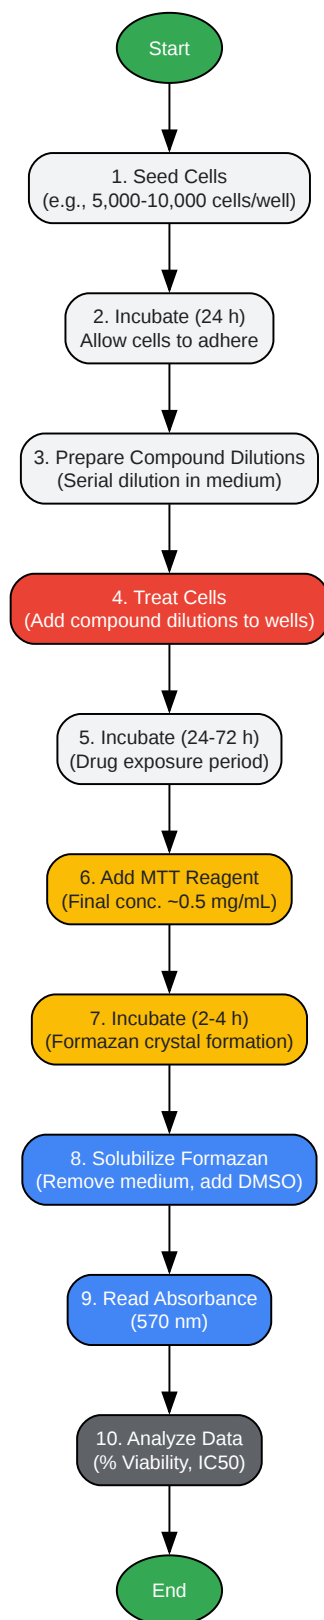 Start
1. Seed Cells
(e.g., 5,000-10,000 cells/well)
2. Incubate (24 h)
Allow cells to adhere
3. Prepare Compound Dilutions
(Serial dilution in medium)
4. Treat Cells
(Add compound dilutions to wells)
5. Incubate (24-72 h)
(Drug exposure period)
6. Add MTT Reagent
(Final conc. ~0.5 mg/mL)
7. Incubate (2-4 h)
(Formazan crystal formation)
8. Solubilize Formazan
(Remove medium, add DMSO)
9. Read Absorbance
(570 nm)
10. Analyze Data
(% Viability, IC50)
End